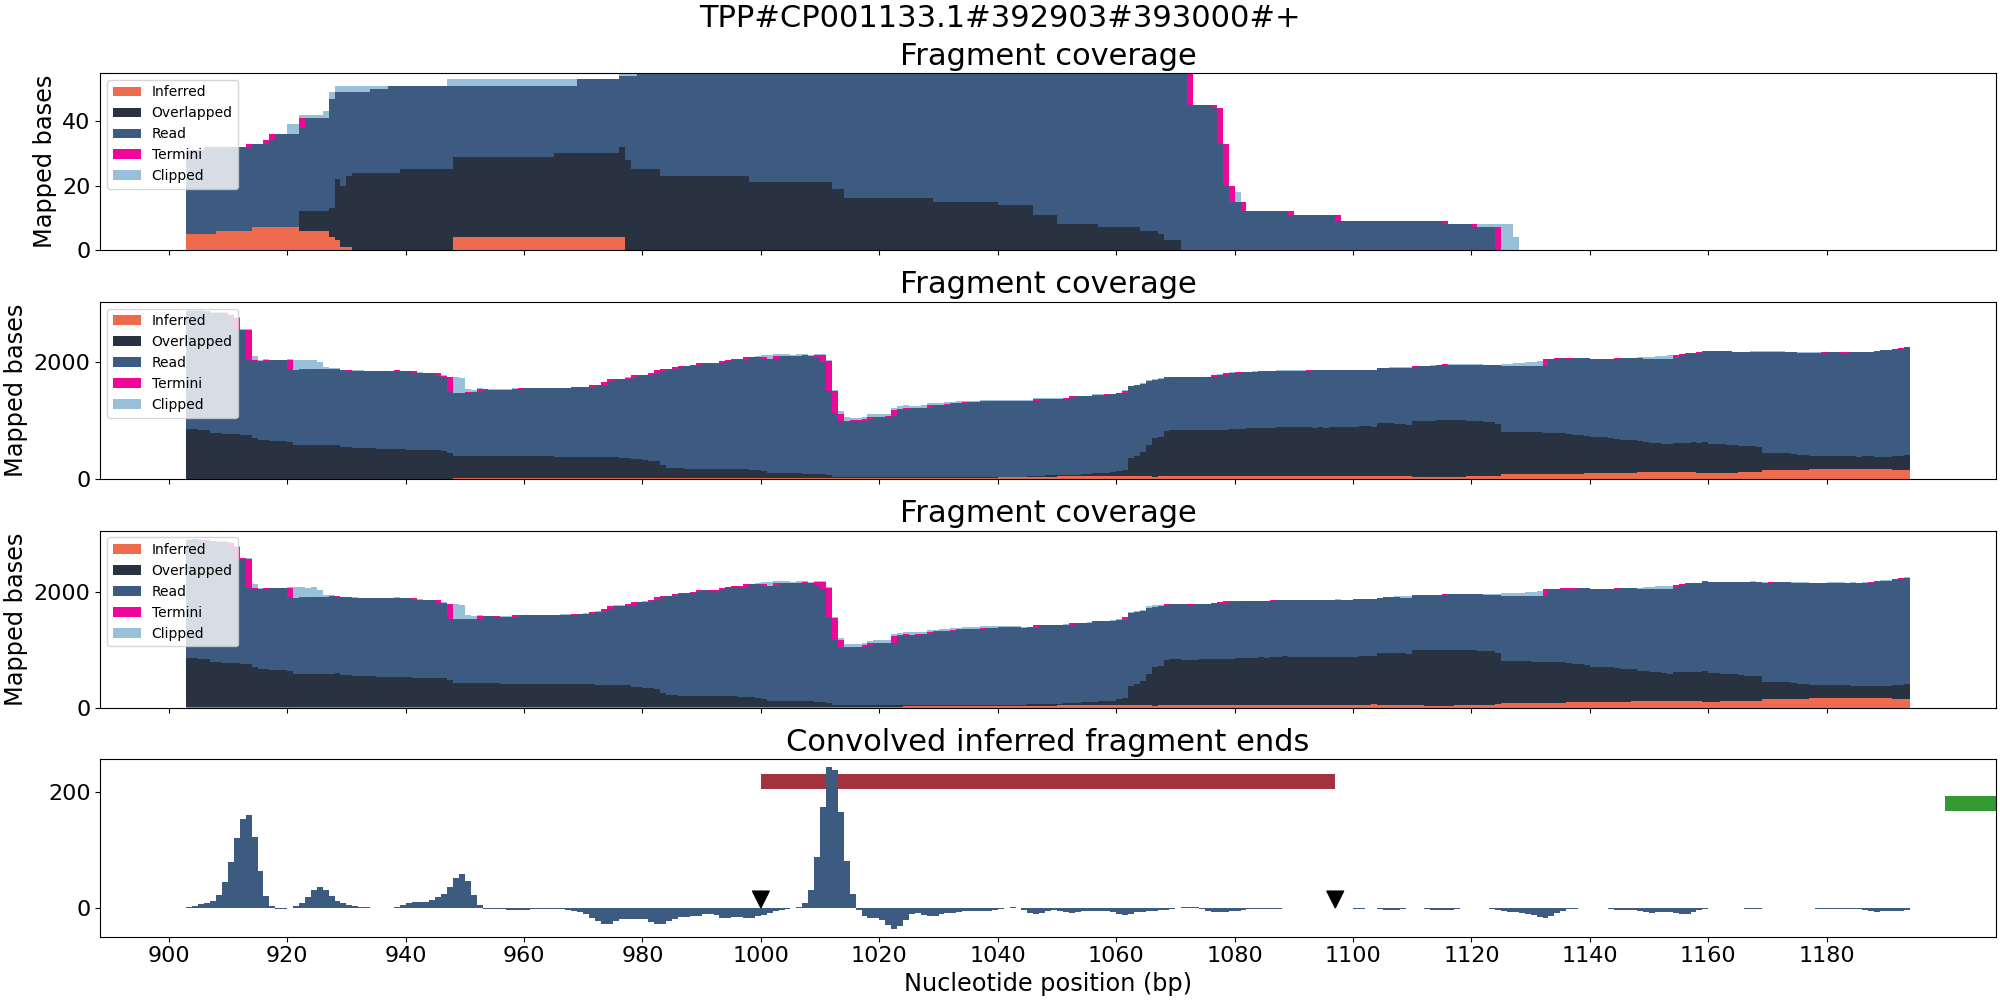 TPP#CP001133.1#392903#393000#+
Fragment coverage
Mapped bases
40
20
0
Inferred
Overlapped
Read
Termini
Clipped
Fragment coverage
Mapped bases
2000
0
Inferred
Overlapped
Read
Termini
Clipped
Fragment coverage
Mapped bases
2000
0
Inferred
Overlapped
Read
Termini
Clipped
Convolved inferred fragment ends
200
0
900 920 940 960 980 1000 1020 1040 1060 1080 1100 1120 1140 1160 1180
Nucleotide position (bp)